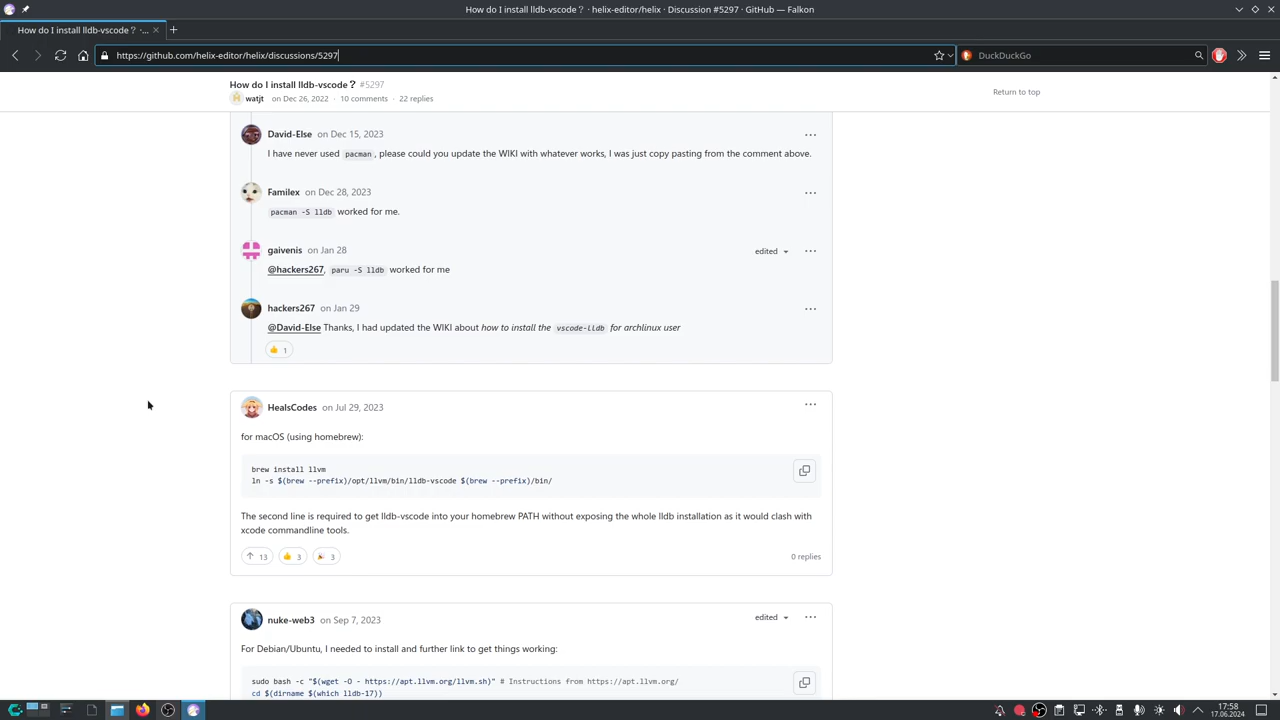 How do I install lldb-vscode？ · helix-editor/helix · Discussion #5297 · GitHub — Falkon
How do I install lldb-vscode？ ·...
https://github.com/helix-editor/helix/discussions/5297
DuckDuckGo
How do I install lldb-vscode？ #5297
watjt on Dec 26, 2022 · 10 comments · 22 replies
Return to top
David-Else on Dec 15, 2023
I have never used pacman, please could you update the WIKI with whatever works, I was just copy pasting from the comment above.
Familex on Dec 28, 2023
pacman -S lldb worked for me.
gaivenis on Jan 28
edited
@hackers267, paru -S lldb worked for me
hackers267 on Jan 29
@David-Else Thanks, I had updated the WIKI about how to install the vscode-lldb for archlinux user
👍 1
HealsCodes on Jul 29, 2023
for macOS (using homebrew):
brew install llvm
ln -s $(brew --prefix)/opt/llvm/bin/lldb-vscode $(brew --prefix)/bin/
The second line is required to get lldb-vscode into your homebrew PATH without exposing the whole lldb installation as it would clash with
xcode commandline tools.
↑ 13 👍 3 🎉 3
0 replies
nuke-web3 on Sep 7, 2023
edited
For Debian/Ubuntu, I needed to install and further link to get things working:
sudo bash -c "$(wget -O - https://apt.llvm.org/llvm.sh)" # Instructions from https://apt.llvm.org/
cd $(dirname $(which lldb-17))
17:58
17.06.2024